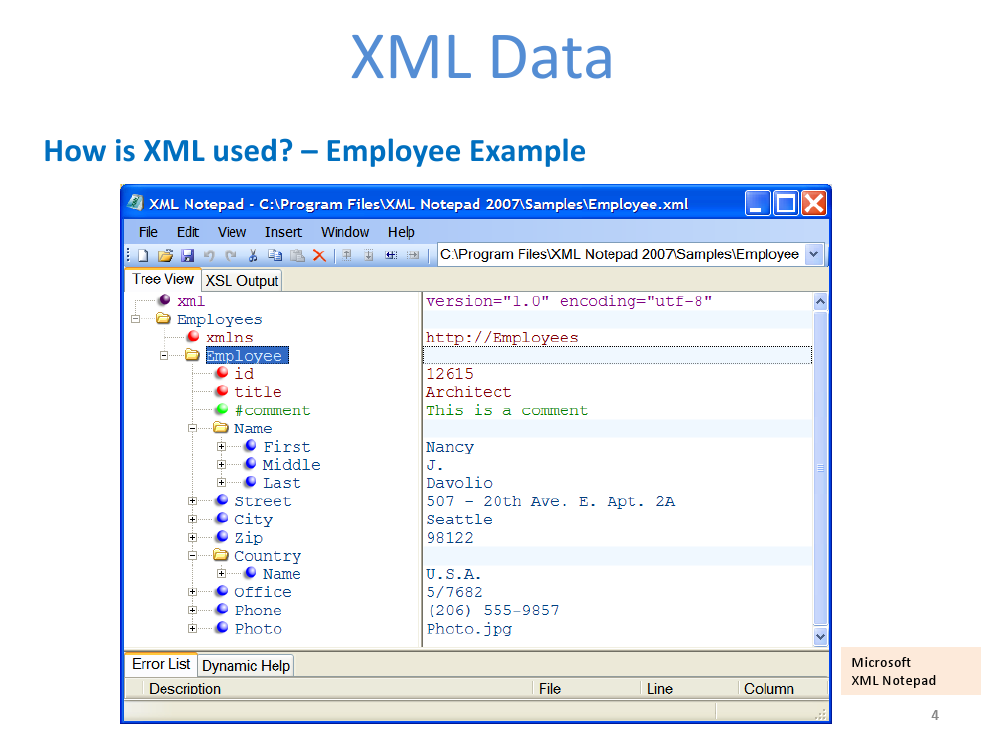 XML Data
How is XML used? – Employee Example
XML Notepad - C:\Program Files\XML Notepad 2007\Samples\Employee.xml
File Edit View Insert Window Help
C:\Program Files\XML Notepad 2007\Samples\Employee
Tree View XSL Output
xml version="1.0" encoding="utf-8"
Employees
xmlns http://Employees
Employee
id 12615
title Architect
#comment This is a comment
Name
First Nancy
Middle J.
Last Davolio
Street 507 - 20th Ave. E. Apt. 2A
City Seattle
Zip 98122
Country
Name U.S.A.
Office 5/7682
Phone (206) 555-9857
Photo Photo.jpg
Error List Dynamic Help
Description File Line Column
Microsoft
XML Notepad
4